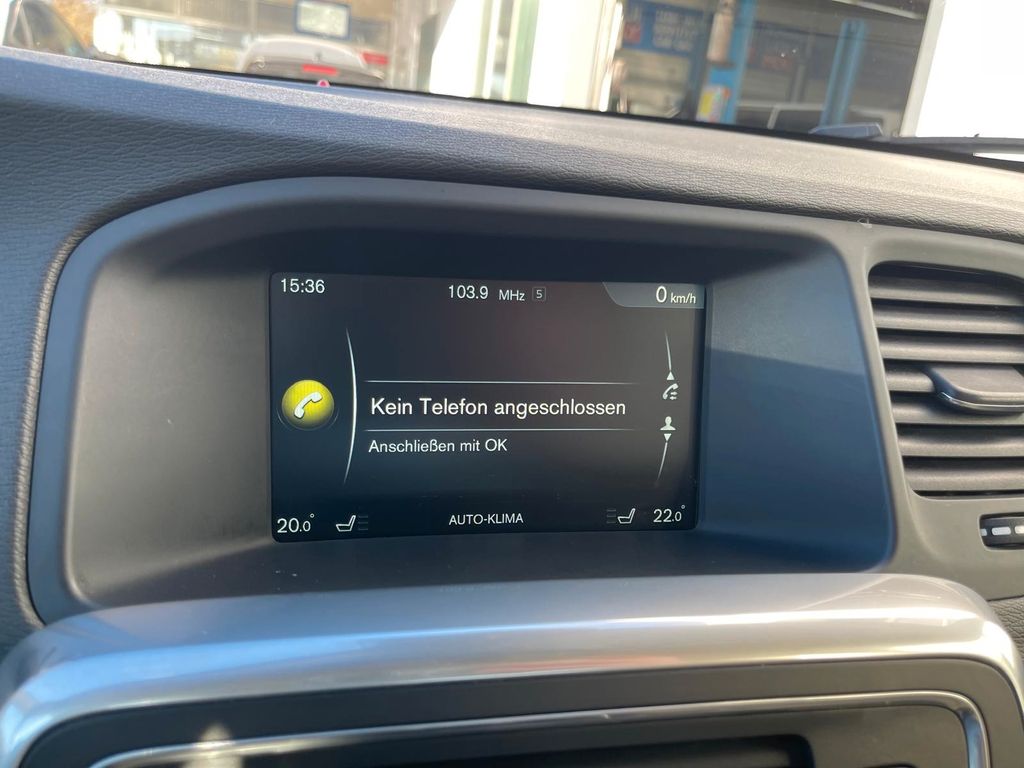 15:36
103.9 MHz 5
0 km/h
Kein Telefon angeschlossen
Anschließen mit OK
20.0°
AUTO-KLIMA
22.0°